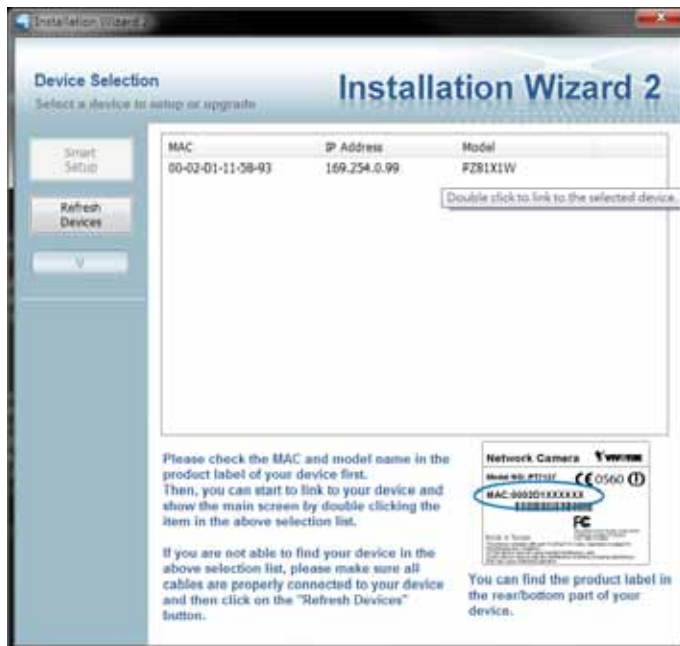 Installation Wizard 2
Device Selection
Select a device to setup or upgrade
Installation Wizard 2
Smart
Setup
Refresh
Devices
V
MAC IP Address Model
00-02-D1-11-5B-93 169.254.0.99 PZ81X1W
Double click to link to the selected device.
Please check the MAC and model name in the
product label of your device first.
Then, you can start to link to your device and
show the main screen by double clicking the
item in the above selection list.
If you are not able to find your device in the
above selection list, please make sure all
cables are properly connected to your device
and then click on the "Refresh Devices"
button.
Network Camera VIVOTEK
Model NO: PT7137 CE 0560
MAC:0002D1XXXXXX
FC
You can find the product label in
the rear/bottom part of your
device.